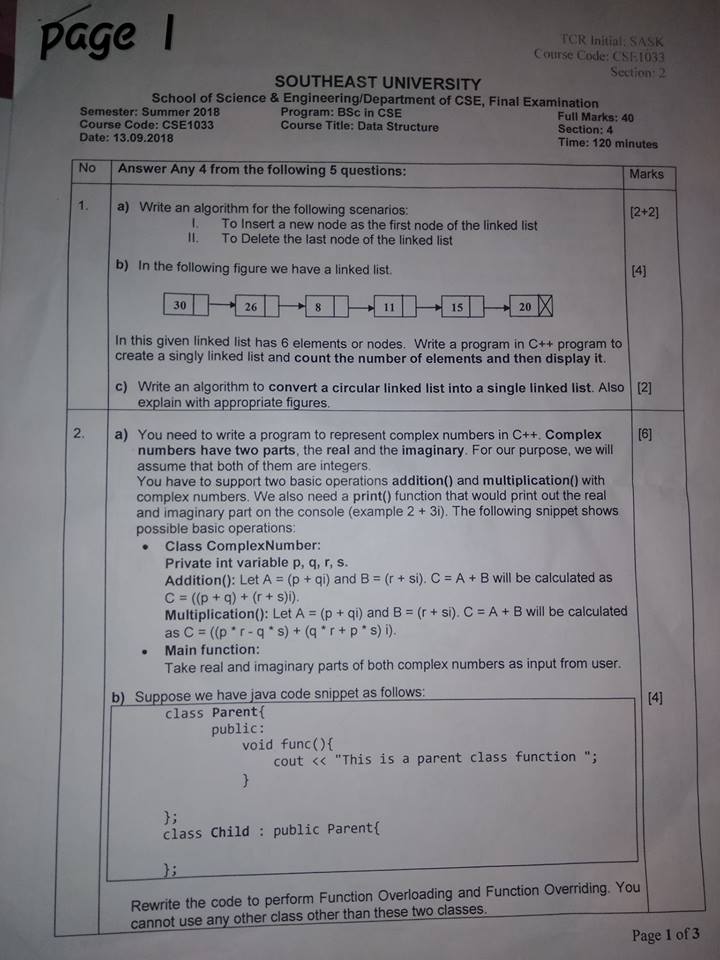 page 1
TCR Initial: SASK
Course Code: CSE1033
Section: 2
SOUTHEAST UNIVERSITY
School of Science & Engineering/Department of CSE, Final Examination
Semester: Summer 2018 Program: BSc in CSE Full Marks: 40
Course Code: CSE1033 Course Title: Data Structure Section: 4
Date: 13.09.2018 Time: 120 minutes
No Answer Any 4 from the following 5 questions: Marks
1. a) Write an algorithm for the following scenarios: [2+2]
I. To Insert a new node as the first node of the linked list
II. To Delete the last node of the linked list
b) In the following figure we have a linked list. [4]
30 26 8 11 15 20
In this given linked list has 6 elements or nodes. Write a program in C++ program to
create a singly linked list and count the number of elements and then display it.
c) Write an algorithm to convert a circular linked list into a single linked list. Also [2]
explain with appropriate figures.
2. a) You need to write a program to represent complex numbers in C++. Complex [6]
numbers have two parts, the real and the imaginary. For our purpose, we will
assume that both of them are integers.
You have to support two basic operations addition() and multiplication() with
complex numbers. We also need a print() function that would print out the real
and imaginary part on the console (example 2 + 3i). The following snippet shows
possible basic operations:
• Class ComplexNumber:
Private int variable p, q, r, s.
Addition(): Let A = (p + qi) and B = (r + si). C = A + B will be calculated as
C = ((p + q) + (r + s)i).
Multiplication(): Let A = (p + qi) and B = (r + si). C = A + B will be calculated
as C = ((p * r - q * s) + (q * r + p * s) i).
• Main function:
Take real and imaginary parts of both complex numbers as input from user.
b) Suppose we have java code snippet as follows: [4]
class Parent{
public:
void func(){
cout << "This is a parent class function ";
}
};
class Child : public Parent{
};
Rewrite the code to perform Function Overloading and Function Overriding. You
cannot use any other class other than these two classes.
Page 1 of 3